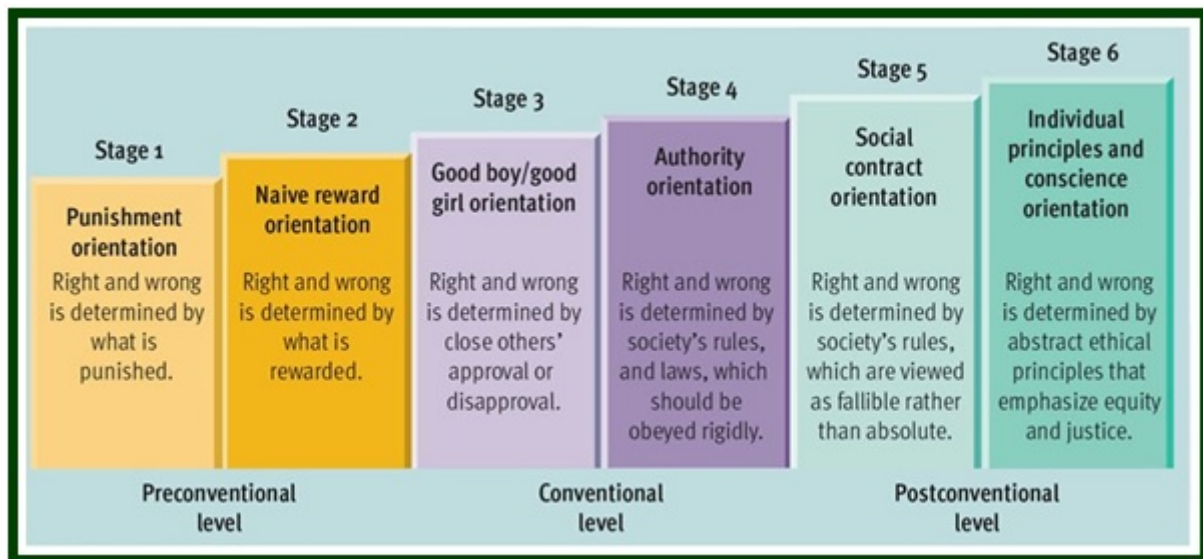 Stage 1
Punishment
orientation
Right and wrong
is determined by
what is
punished.
Stage 2
Naive reward
orientation
Right and wrong
is determined by
what is
rewarded.
Stage 3
Good boy/good
girl orientation
Right and wrong
is determined by
close others’
approval or
disapproval.
Stage 4
Authority
orientation
Right and wrong
is determined by
society’s rules,
and laws, which
should be
obeyed rigidly.
Stage 5
Social
contract
orientation
Right and wrong
is determined by
society’s rules,
which are viewed
as fallible rather
than absolute.
Stage 6
Individual
principles and
conscience
orientation
Right and wrong
is determined by
abstract ethical
principles that
emphasize equity
and justice.
Preconventional
level
Conventional
level
Postconventional
level